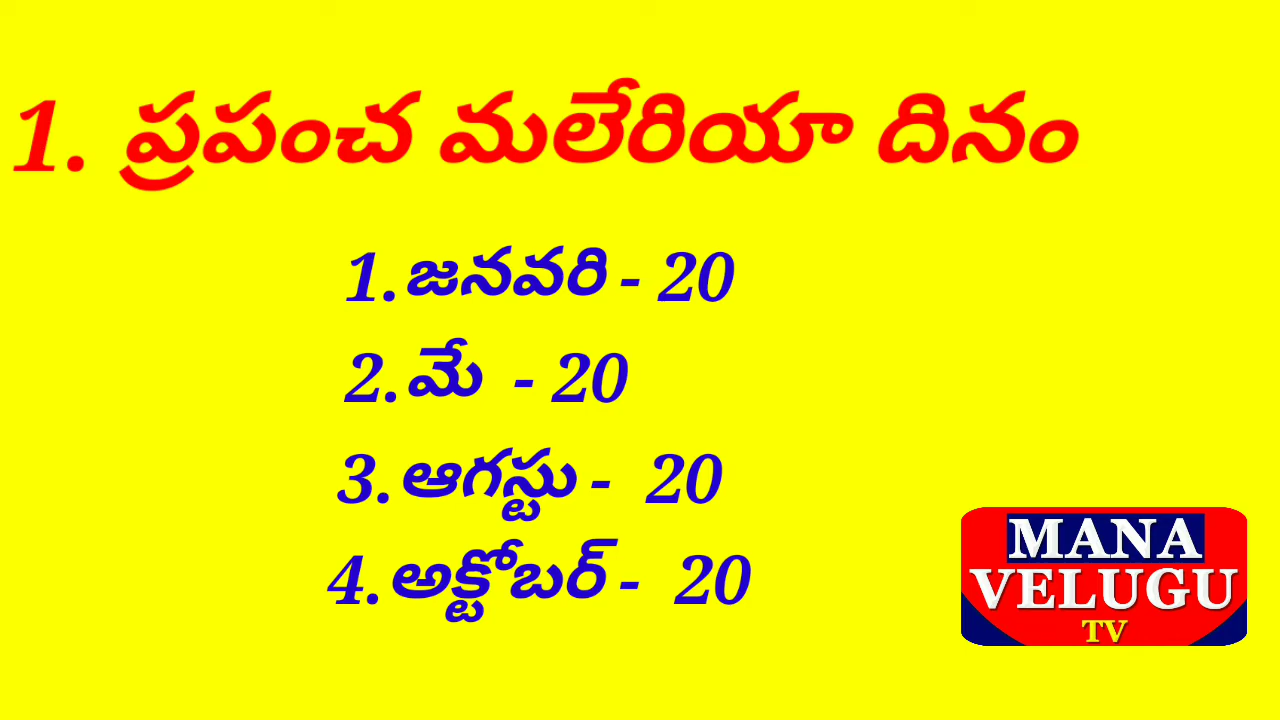 1. ప్రపంచ మలేరియా దినం
1.జనవరి - 20
2.మే - 20
3.ఆగస్టు - 20
4.అక్టోబర్ - 20
MANA
VELUGU
TV